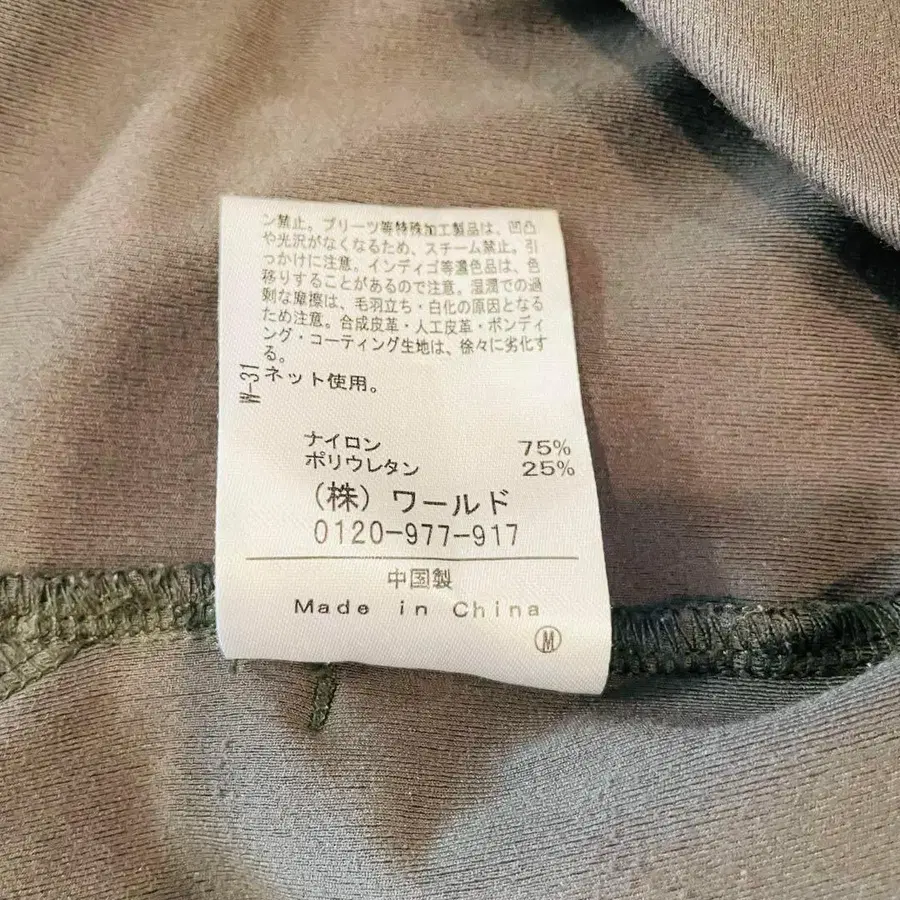 ン禁止。プリーツ等特殊加工製品は、凹凸
や光沢がなくなるため、スチーム禁止。引
っかけに注意。インディゴ等濃色品は、色
移りすることがあるので注意。湿潤での過
剰な摩擦は、毛羽立ち・白化の原因となる
ため注意。合成皮革・人工皮革・ボンディ
ング・コーティング生地は、徐々に劣化す
る。
ネット使用。
W-31
ナイロン 75%
ポリウレタン 25%
(株) ワールド
0120-977-917
中国製
Made in China
M